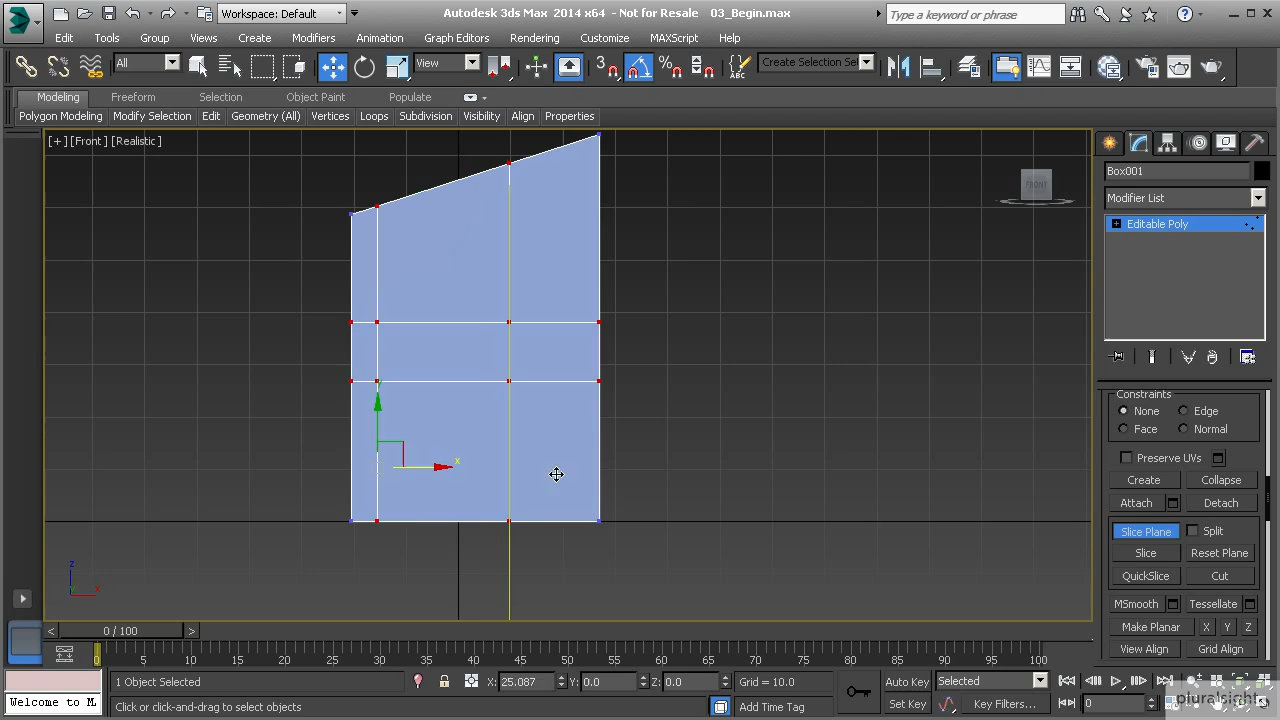 Workspace: Default
Autodesk 3ds Max 2014 x64 - Not for Resale 03_Begin.max
Type a keyword or phrase
File
Edit Tools Group Views Create Modifiers Animation Graph Editors Rendering Customize MAXScript Help
All
View
3
%
Create Selection Se
Modeling Freeform Selection Object Paint Populate
Polygon Modeling Modify Selection Edit Geometry (All) Vertices Loops Subdivision Visibility Align Properties
[+] [Front] [Realistic]
FRONT
y
x
z
x
Box001
Modifier List
Editable Poly
Constraints
None Edge
Face Normal
Preserve UVs
Create Collapse
Attach Detach
Slice Plane Split
Slice Reset Plane
QuickSlice Cut
MSmooth Tessellate
Make Planar X Y Z
View Align Grid Align
< 0 / 100 >
0 5 10 15 20 25 30 35 40 45 50 55 60 65 70 75 80 85 90 95 100
1 Object Selected X: 25.087 Y: 0.0 Z: 0.0 Grid = 10.0 Auto Key Selected
Welcome to M Click or click-and-drag to select objects Add Time Tag Set Key Key Filters... 0
pluralsight